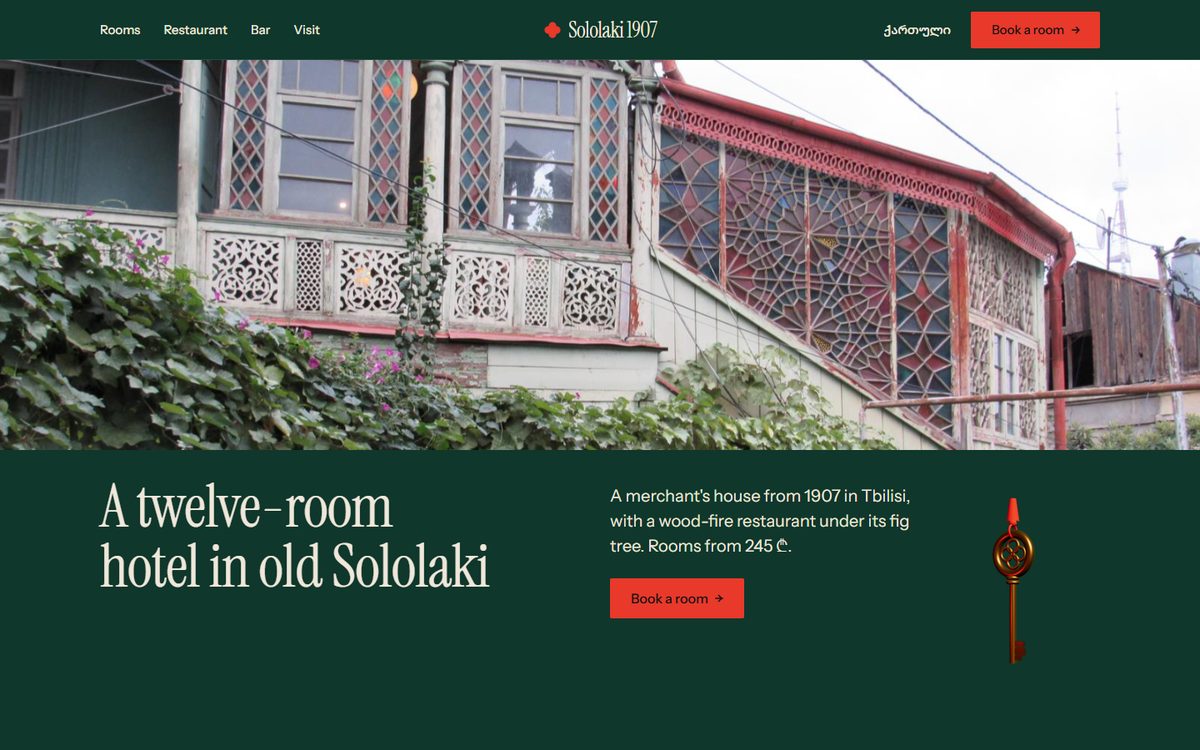 Rooms
Restaurant
Bar
Visit
Sololaki 1907
ქართული
Book a room →
A twelve-room
hotel in old Sololaki
A merchant's house from 1907 in Tbilisi,
with a wood-fire restaurant under its fig
tree. Rooms from 245 ₾.
Book a room →